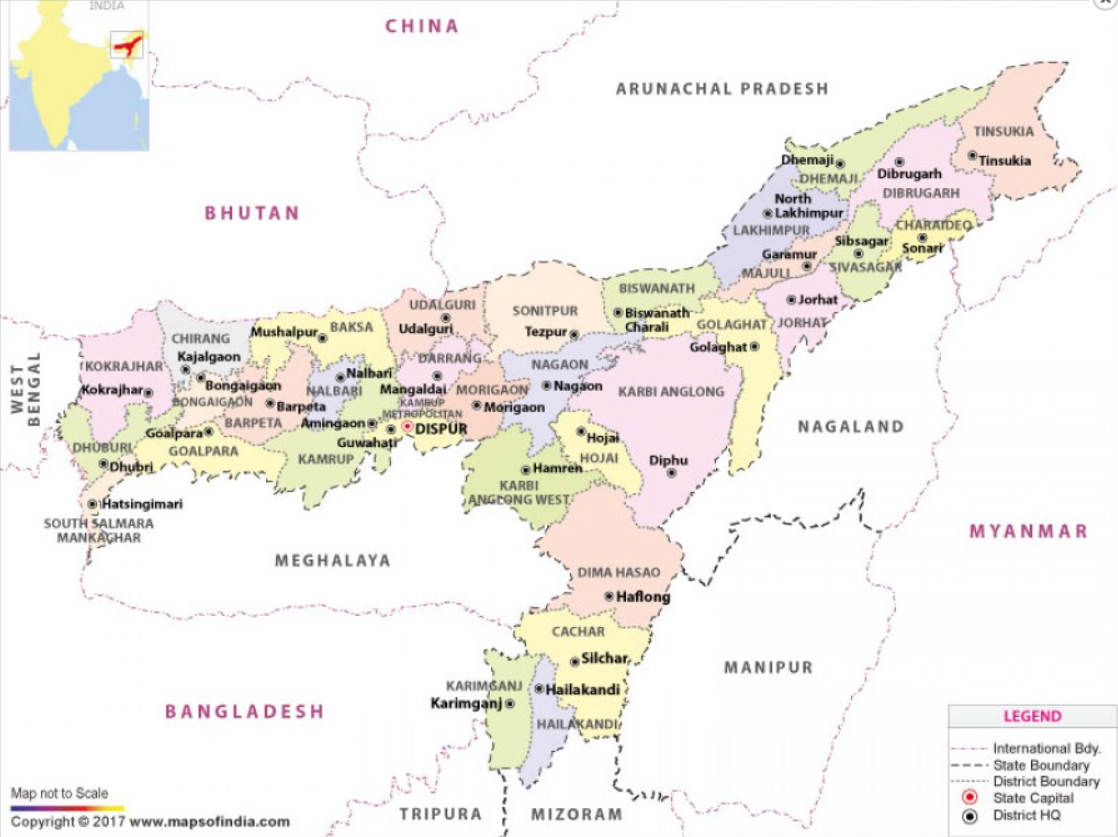 INDIA
CHINA
ARUNACHAL PRADESH
TINSUKIA
Tinsukia
Dhemaji
DHEMAJI
Dibrugarh
DIBRUGARH
North
Lakhimpur
LAKHIMPUR
CHARAIDEO
Sonari
Sibsagar
SIVASAGAR
Garamur
MAJULI
BHUTAN
Jorhat
JORHAT
BISWANATH
Biswanath
Charali
SONITPUR
Tezpur
UDALGURI
Udalguri
BAKSA
Mushalpur
CHIRANG
Kajalgaon
KOKRAJHAR
Kokrajhar
WEST
BENGAL
GOLAGHAT
Golaghat
DARRANG
Mangaldai
NAGAON
Nagaon
KARBI ANGLONG
Nalbari
NALBARI
Bongaigaon
BONGAIGAON
Barpeta
BARPETA
MORIGAON
Morigaon
KAMRUP
METROPOLITAN
Amingaon
DISPUR
Guwahati
Goalpara
GOALPARA
KAMRUP
DHUBURI
Dhubri
NAGALAND
Hojai
HOJAI
Diphu
Hamren
KARBI
ANGLONG WEST
Hatsingimari
SOUTH SALMARA
MANKACHAR
MYANMAR
MEGHALAYA
DIMA HASAO
Haflong
CACHAR
Silchar
MANIPUR
KARIMGANJ
Karimganj
Hailakandi
HAILAKANDI
BANGLADESH
TRIPURA
MIZORAM
LEGEND
International Bdy.
State Boundary
District Boundary
State Capital
District HQ
Map not to Scale
Copyright © 2017 www.mapsofindia.com